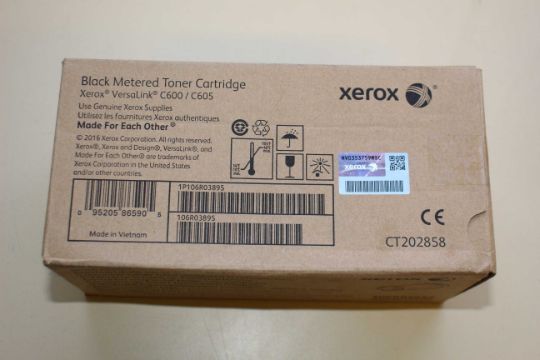 Black Metered Toner Cartridge
Xerox® VersaLink® C600 / C605
Use Genuine Xerox Supplies
Utilisez les fournitures Xerox authentiques
Made For Each Other®
© 2016 Xerox Corporation. All rights reserved.
Xerox®, Xerox and Design®, VersaLink®, and
Made For Each Other® are trademarks of
Xerox Corporation in the United States
and/or other countries.
xerox
xerox
1P106R03895
106R03895
0 95205 86590 5
Made in Vietnam
CE
CT202858